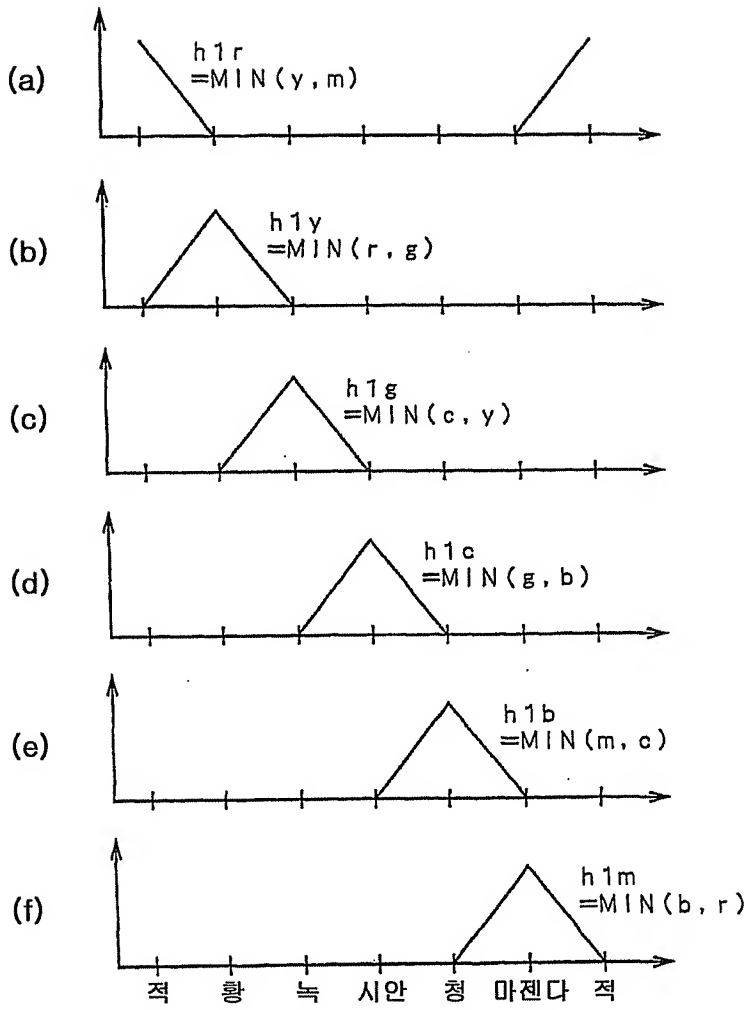 (a)
h1r
=MIN(y,m)
(b)
h1y
=MIN(r,g)
(c)
h1g
=MIN(c,y)
(d)
h1c
=MIN(g,b)
(e)
h1b
=MIN(m,c)
(f)
h1m
=MIN(b,r)
적 황 녹 시안 청 마젠다 적